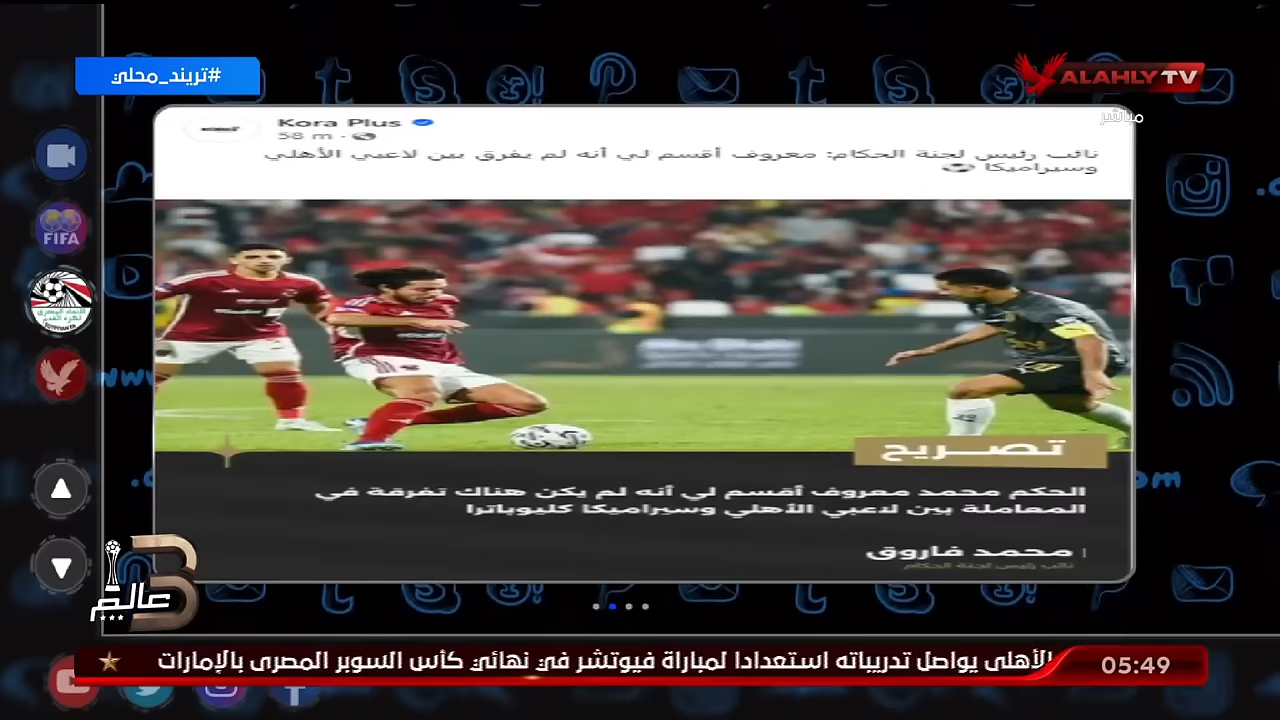 #تريند_محلي
ALAHLY TV
مباشر
Kora Plus
58 m
نائب رئيس لجنة الحكام: معروف أقسم لي أنه لم يفرق بين لاعبي الأهلي
وسيراميكا
FIFA
تصريح
الحكم محمد معروف أقسم لي أنه لم يكن هناك تفرقة في
المعاملة بين لاعبي الأهلي وسيراميكا كليوباترا
محمد فاروق
نائب رئيس لجنة الحكام
عالم
الأهلى يواصل تدريباته استعدادا لمباراة فيوتشر في نهائي كأس السوبر المصرى بالإمارات
05:49